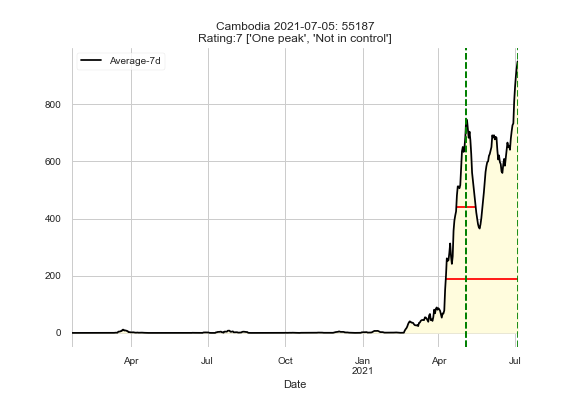 Cambodia 2021-07-05: 55187
Rating:7 ['One peak', 'Not in control']
Average-7d
800
600
400
200
0
Apr
Jul
Oct
Jan
2021
Apr
Jul
Date